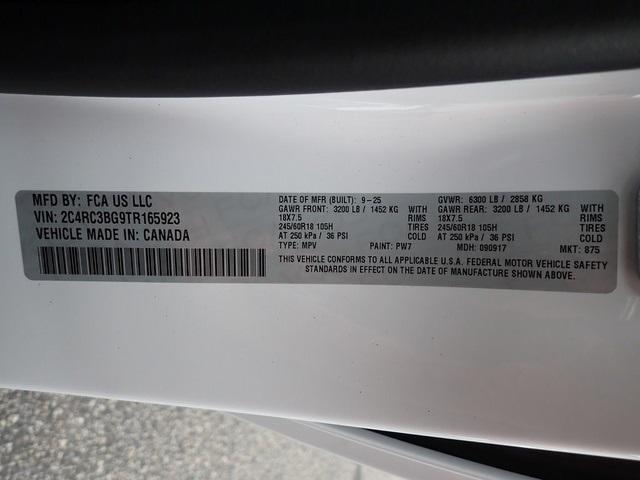 MFD BY: FCA US LLC
VIN: 2C4RC3BG9TR165923
VEHICLE MADE IN: CANADA
DATE OF MFR (BUILT): 9-25
GAWR FRONT: 3200 LB / 1452 KG WITH
18X7.5 RIMS
245/60R18 105H TIRES
AT 250 kPa / 36 PSI COLD
TYPE: MPV PAINT: PW7
GVWR: 6300 LB / 2858 KG
GAWR REAR: 3200 LB / 1452 KG WITH
18X7.5 RIMS
245/60R18 105H TIRES
AT 250 kPa / 36 PSI COLD
MDH: 090917 MKT: 875
THIS VEHICLE CONFORMS TO ALL APPLICABLE U.S.A. FEDERAL MOTOR VEHICLE SAFETY
STANDARDS IN EFFECT ON THE DATE OF MANUFACTURE SHOWN ABOVE.